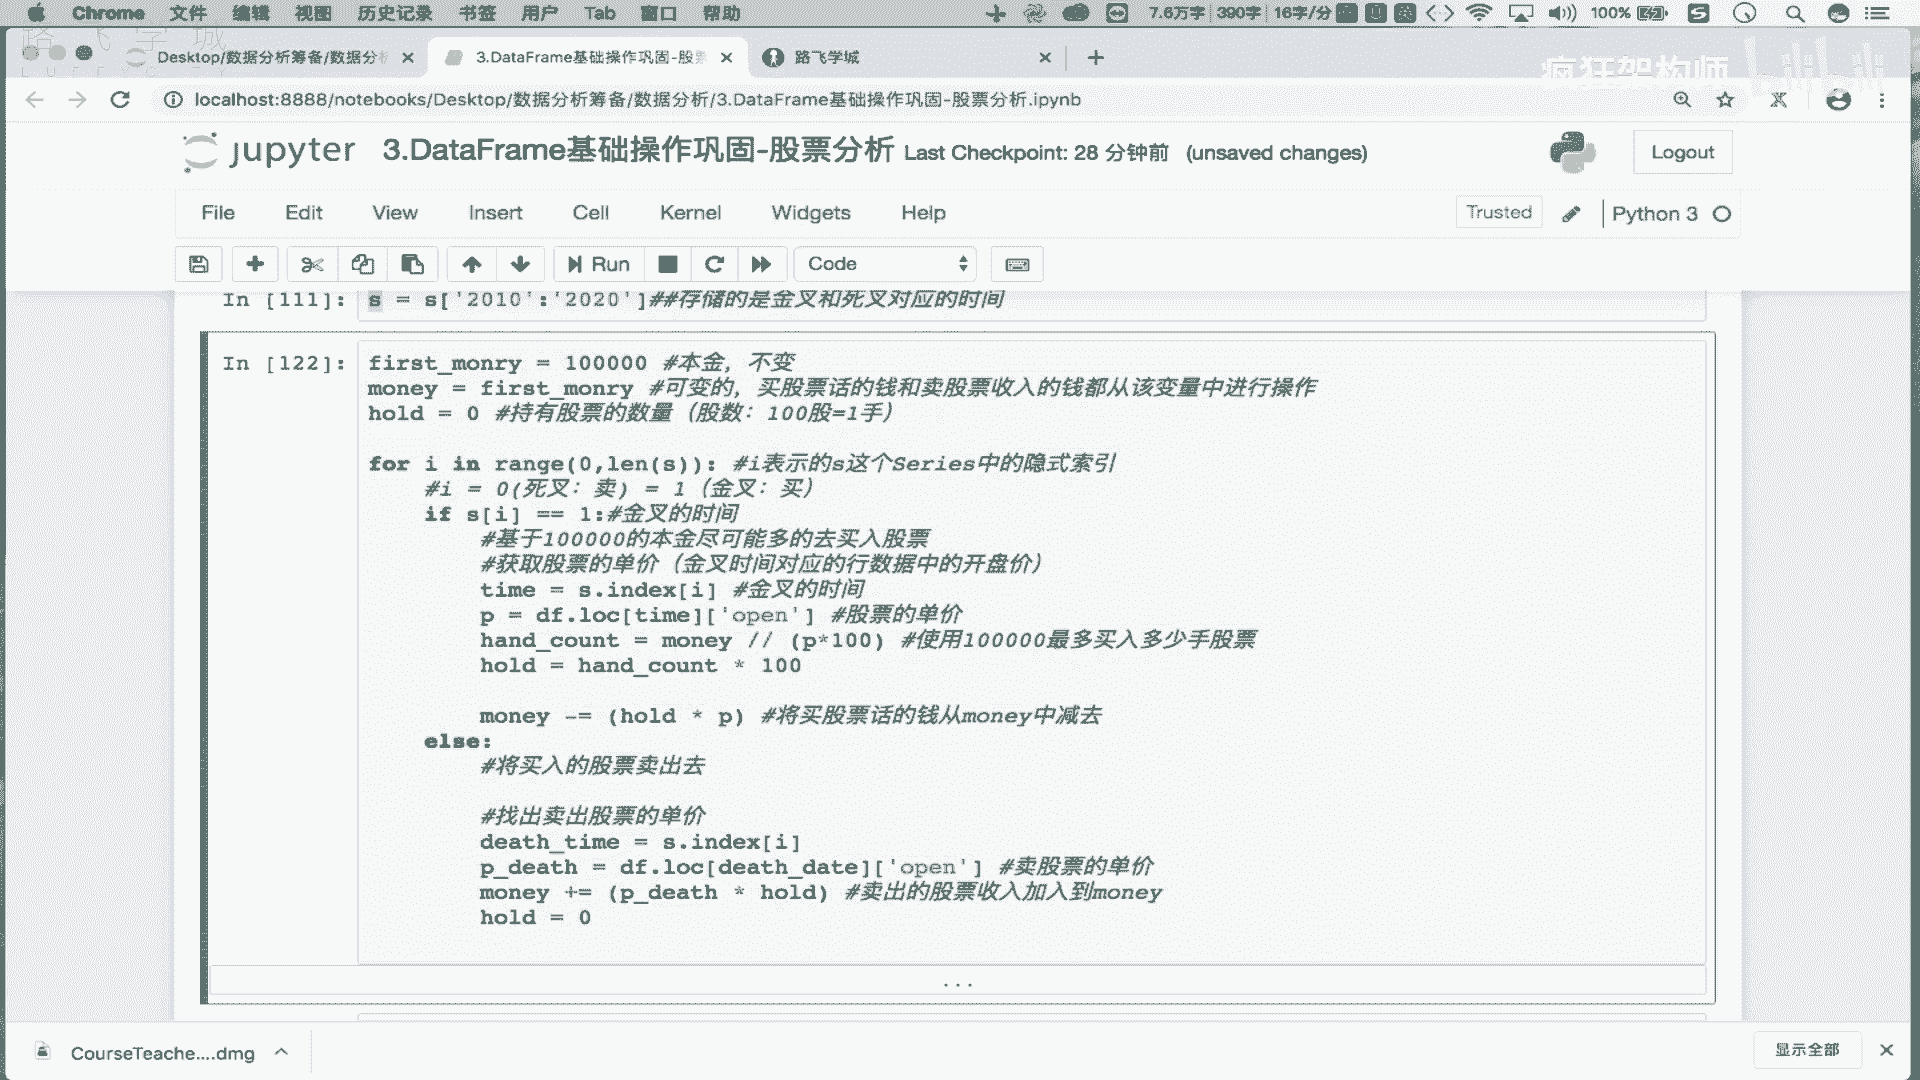 Chrome 文件 编辑 视图 历史记录 书签 用户 Tab 窗口 帮助 7.6万字 390字 16字/分 100%
路飞学城
Desktop/数据分析筹备/数据分析
3.DataFrame基础操作巩固-股票
路飞学城
疯狂架构师 bilibili
localhost:8888/notebooks/Desktop/数据分析筹备/数据分析/3.DataFrame基础操作巩固-股票分析.ipynb
jupyter 3.DataFrame基础操作巩固-股票分析 Last Checkpoint: 28 分钟前 (unsaved changes)
Logout
File Edit View Insert Cell Kernel Widgets Help Trusted Python 3
Run Code
In [111]: s = s['2010':'2020']##存储的是金叉和死叉对应的时间
In [122]: first_monry = 100000 #本金，不变
money = first_monry #可变的，买股票话的钱和卖股票收入的钱都从该变量中进行操作
hold = 0 #持有股票的数量（股数：100股=1手）
for i in range(0,len(s)): #i表示的s这个Series中的隐式索引
#i = 0(死叉：卖) = 1（金叉：买）
if s[i] == 1:#金叉的时间
#基于100000的本金尽可能多的去买入股票
#获取股票的单价（金叉时间对应的行数据中的开盘价）
time = s.index[i] #金叉的时间
p = df.loc[time]['open'] #股票的单价
hand_count = money // (p*100) #使用100000最多买入多少手股票
hold = hand_count * 100
money -= (hold * p) #将买股票话的钱从money中减去
else:
#将买入的股票卖出去
#找出卖出股票的单价
death_time = s.index[i]
p_death = df.loc[death_date]['open'] #卖股票的单价
money += (p_death * hold) #卖出的股票收入加入到money
hold = 0
...
CourseTeache....dmg
显示全部